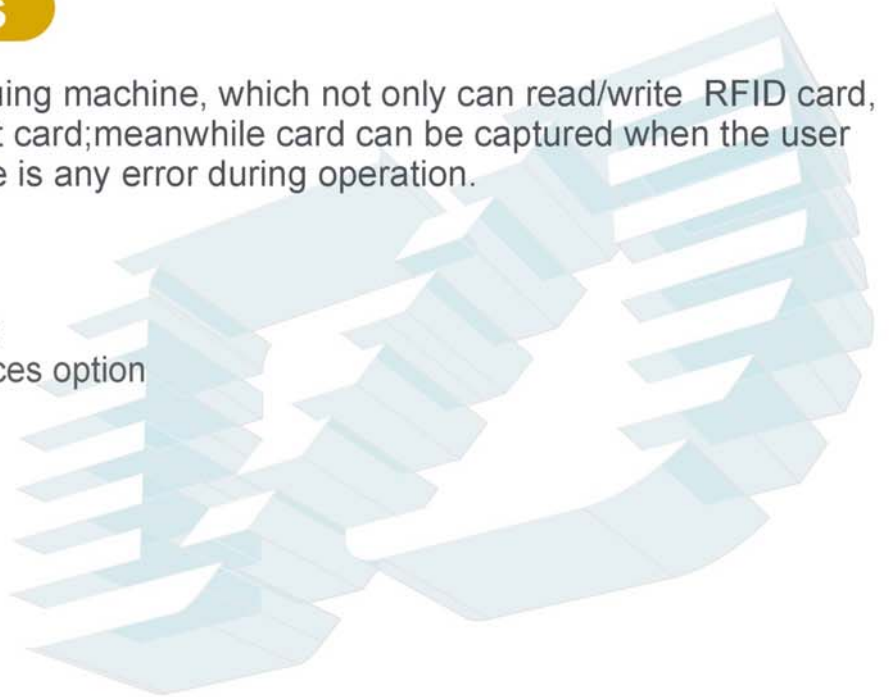 S
uing machine, which not only can read/write RFID card,
t card;meanwhile card can be captured when the user
e is any error during operation.
ces option